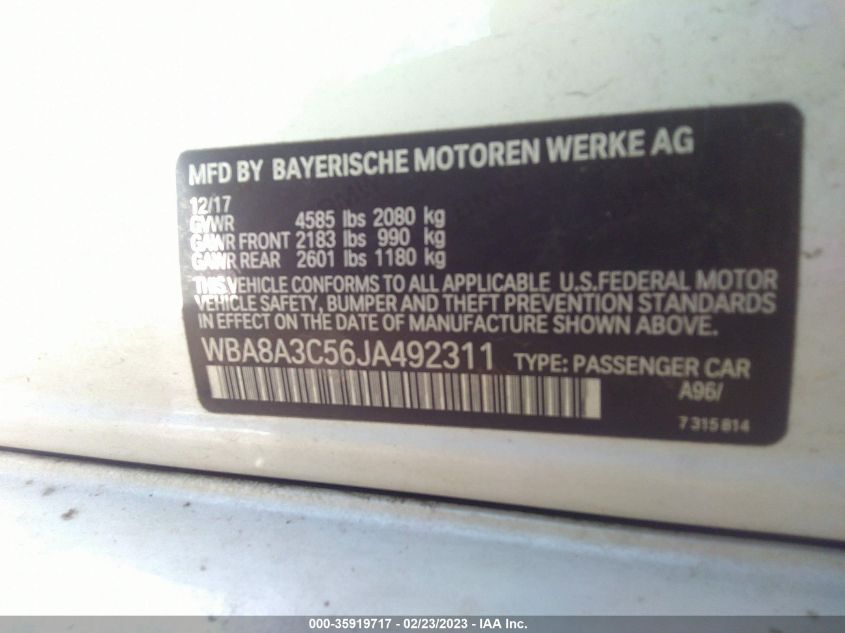 MFD BY BAYERISCHE MOTOREN WERKE AG
12/17
GVWR 4585 lbs 2080 kg
GAWR FRONT 2183 lbs 990 kg
GAWR REAR 2601 lbs 1180 kg
THIS VEHICLE CONFORMS TO ALL APPLICABLE U.S.FEDERAL MOTOR
VEHICLE SAFETY, BUMPER AND THEFT PREVENTION STANDARDS
IN EFFECT ON THE DATE OF MANUFACTURE SHOWN ABOVE.
WBA8A3C56JA492311 TYPE: PASSENGER CAR
A96/
7 315 814
000-35919717 - 02/23/2023 - IAA Inc.